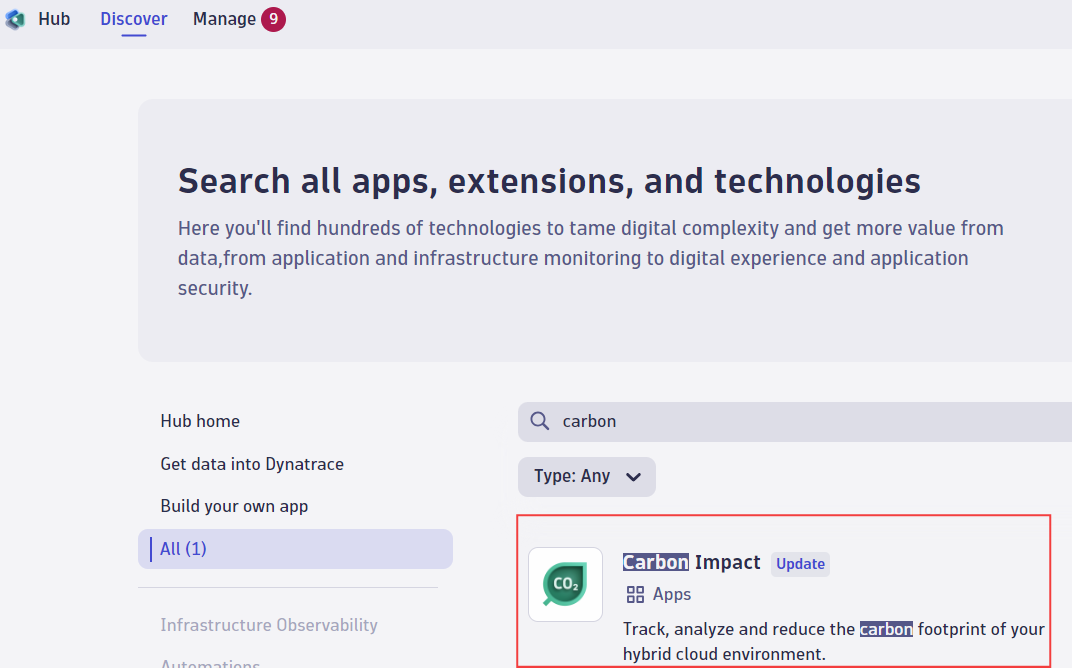 Hub Discover Manage 9
Search all apps, extensions, and technologies
Here you'll find hundreds of technologies to tame digital complexity and get more value from
data,from application and infrastructure monitoring to digital experience and application
security.
Hub home
Get data into Dynatrace
Build your own app
All (1)
Infrastructure Observability
Automations
carbon
Type: Any
CO₂
Carbon Impact Update
Apps
Track, analyze and reduce the carbon footprint of your
hybrid cloud environment.